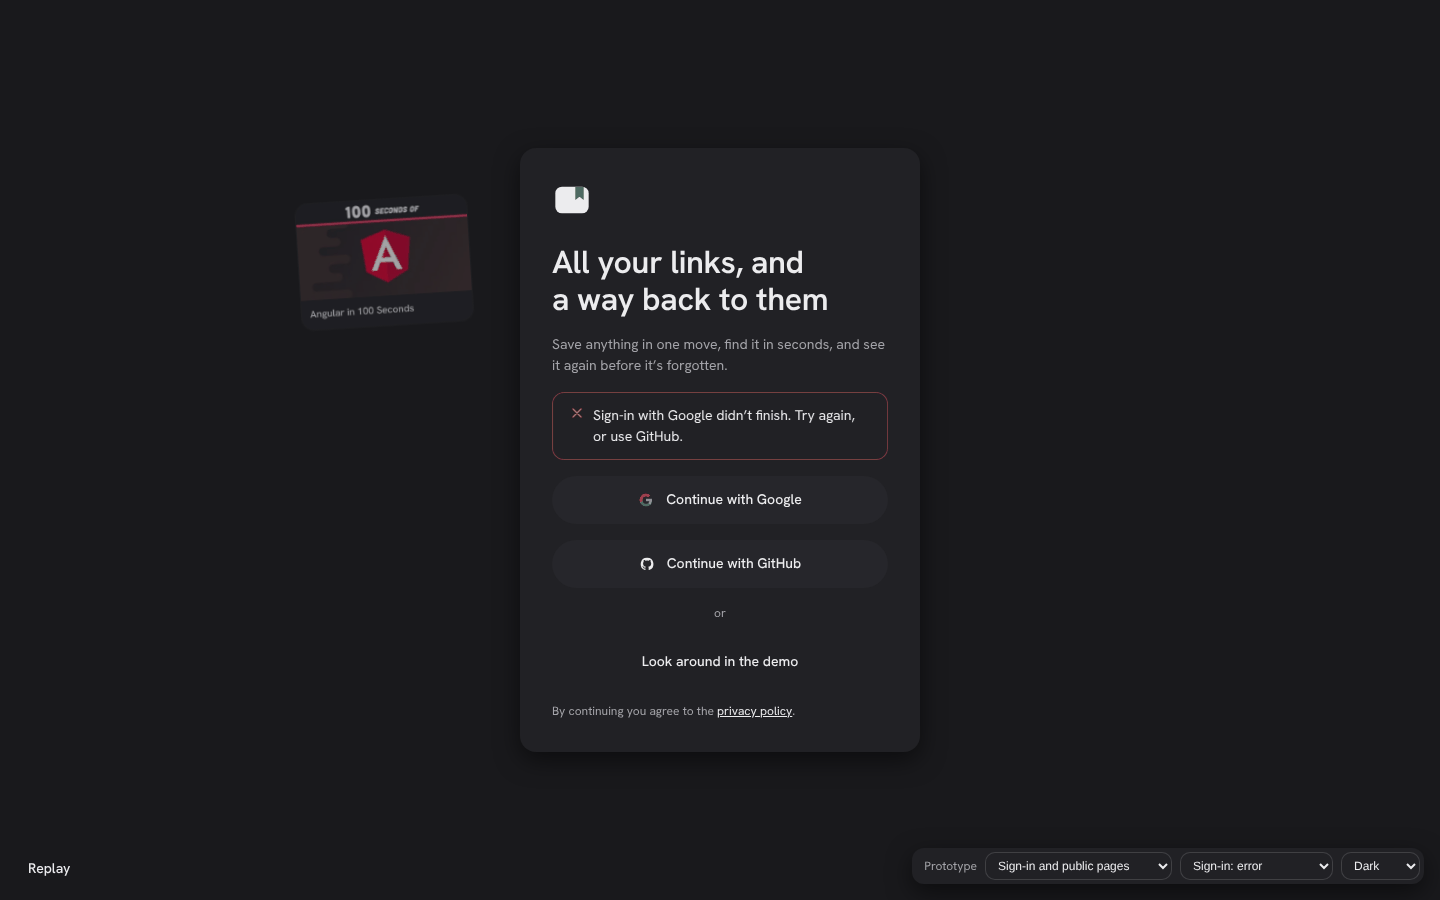 100 SECONDS OF
Angular in 100 Seconds
All your links, and
a way back to them
Save anything in one move, find it in seconds, and see
it again before it’s forgotten.
Sign-in with Google didn’t finish. Try again,
or use GitHub.
Continue with Google
Continue with GitHub
or
Look around in the demo
By continuing you agree to the privacy policy.
Replay
Prototype
Sign-in and public pages
Sign-in: error
Dark